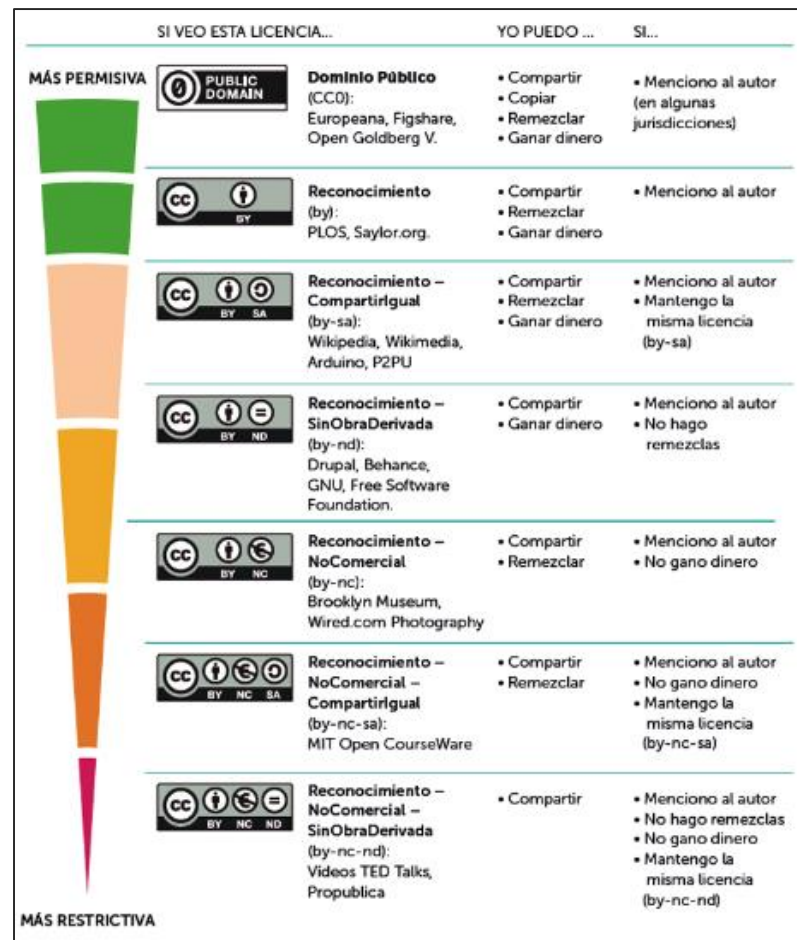 SI VEO ESTA LICENCIA... YO PUEDO ... SI...
MÁS PERMISIVA
0 PUBLIC DOMAIN
Dominio Público
(CC0):
Europeana, Figshare,
Open Goldberg V.
• Compartir
• Copiar
• Remezclar
• Ganar dinero
• Menciono al autor
(en algunas
jurisdicciones)
cc BY
Reconocimiento
(by):
PLOS, Saylor.org.
• Compartir
• Remezclar
• Ganar dinero
• Menciono al autor
cc BY SA
Reconocimiento –
CompartirIgual
(by-sa):
Wikipedia, Wikimedia,
Arduino, P2PU
• Compartir
• Remezclar
• Ganar dinero
• Menciono al autor
• Mantengo la
misma licencia
(by-sa)
cc BY ND
Reconocimiento –
SinObraDerivada
(by-nd):
Drupal, Behance,
GNU, Free Software
Foundation.
• Compartir
• Ganar dinero
• Menciono al autor
• No hago
remezclas
cc BY NC
Reconocimiento –
NoComercial
(by-nc):
Brooklyn Museum,
Wired.com Photography
• Compartir
• Remezclar
• Menciono al autor
• No gano dinero
cc BY NC SA
Reconocimiento –
NoComercial –
CompartirIgual
(by-nc-sa):
MIT Open CourseWare
• Compartir
• Remezclar
• Menciono al autor
• No gano dinero
• Mantengo la
misma licencia
(by-nc-sa)
cc BY NC ND
Reconocimiento –
NoComercial –
SinObraDerivada
(by-nc-nd):
Videos TED Talks,
Propublica
• Compartir
• Menciono al autor
• No hago remezclas
• No gano dinero
• Mantengo la
misma licencia
(by-nc-nd)
MÁS RESTRICTIVA